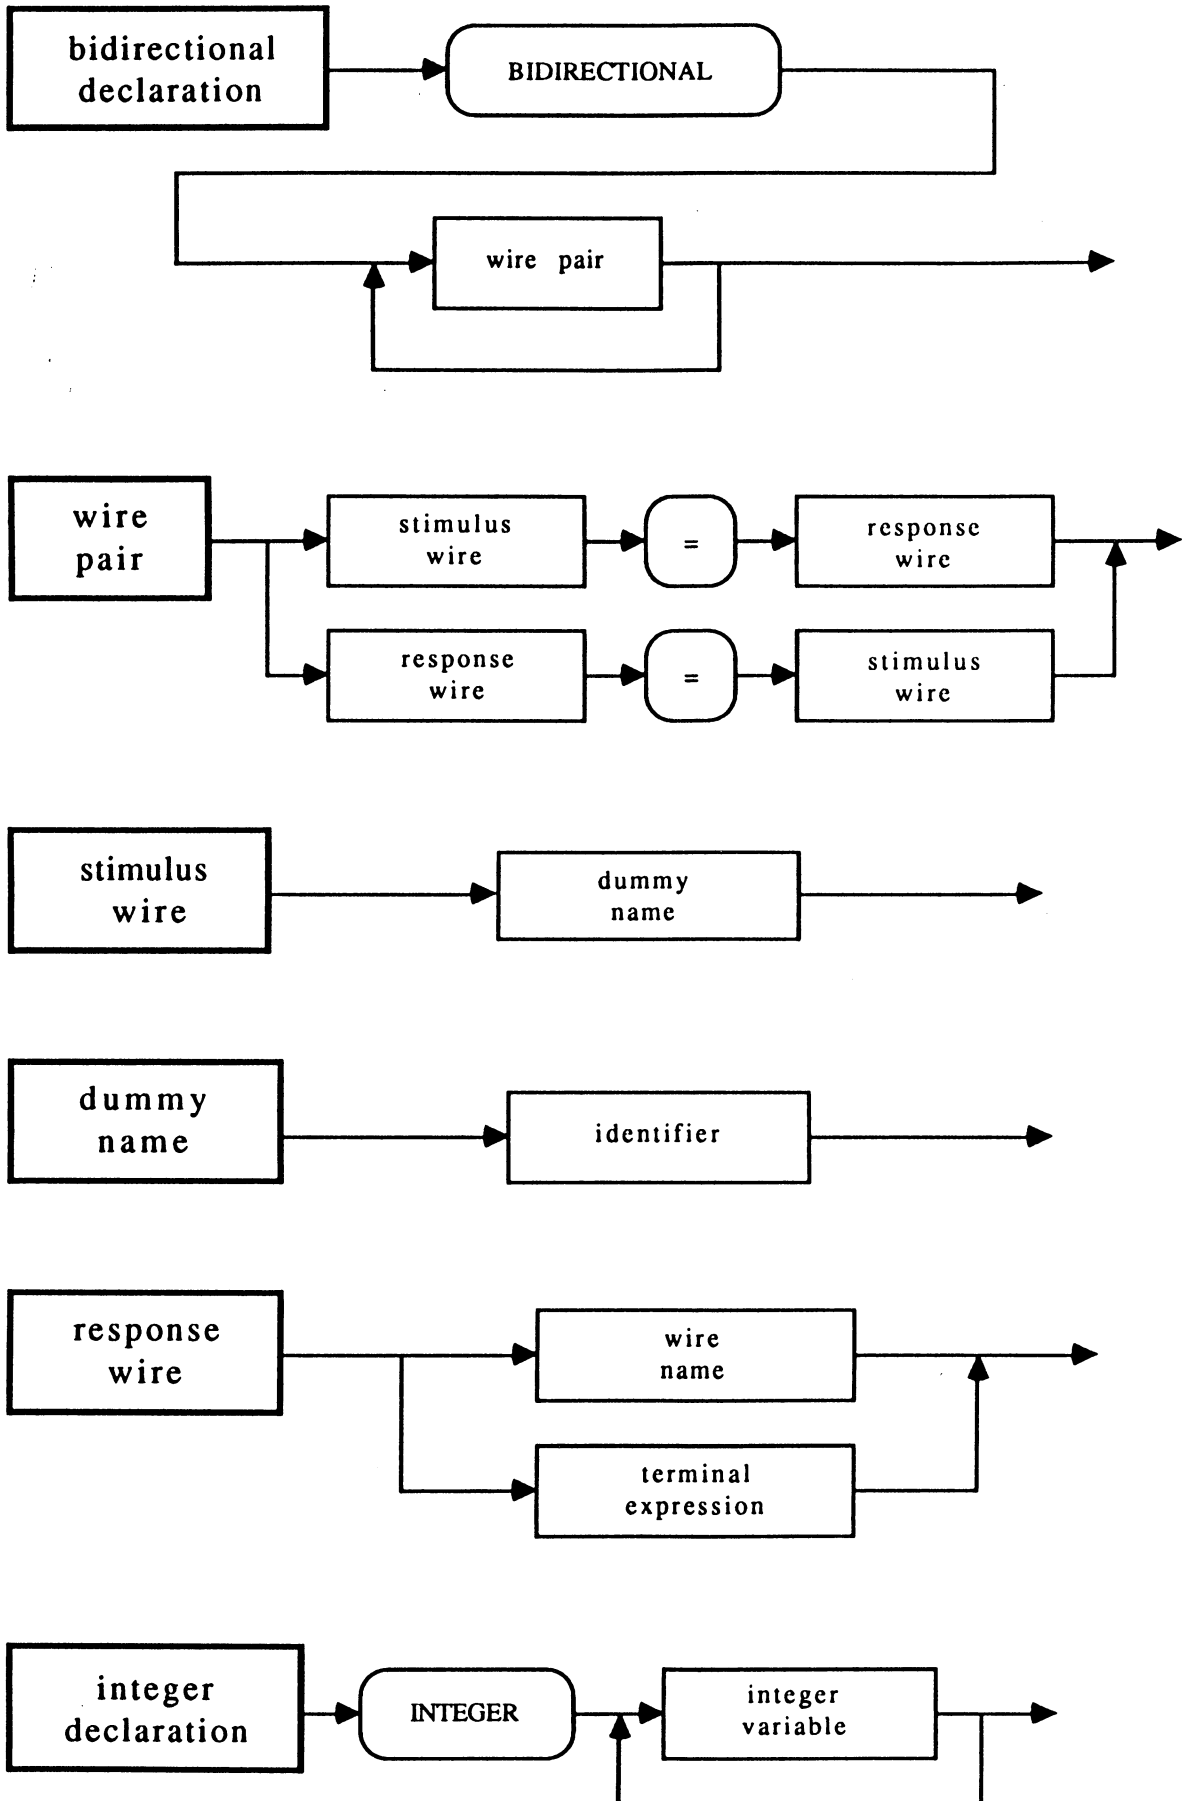 bidirectional
declaration
BIDIRECTIONAL
wire pair
wire
pair
stimulus
wire
=
response
wire
response
wire
=
stimulus
wire
stimulus
wire
dummy
name
dummy
name
identifier
response
wire
wire
name
terminal
expression
integer
declaration
INTEGER
integer
variable